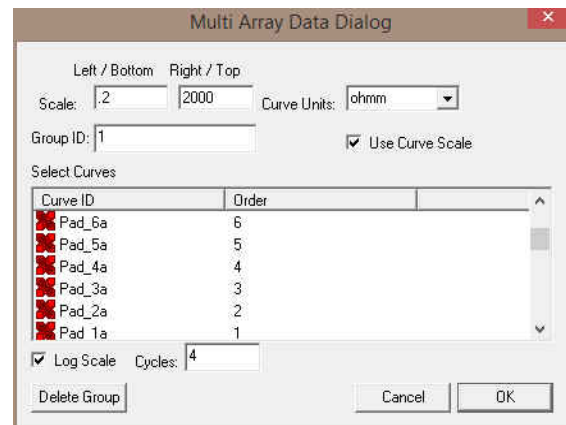 Multi Array Data Dialog
Left / Bottom Right / Top
Scale: .2 2000 Curve Units: ohmm
Group ID: 1 Use Curve Scale
Select Curves
Curve ID Order
Pad_6a 6
Pad_5a 5
Pad_4a 4
Pad_3a 3
Pad_2a 2
Pad_1a 1
Log Scale Cycles: 4
Delete Group Cancel OK